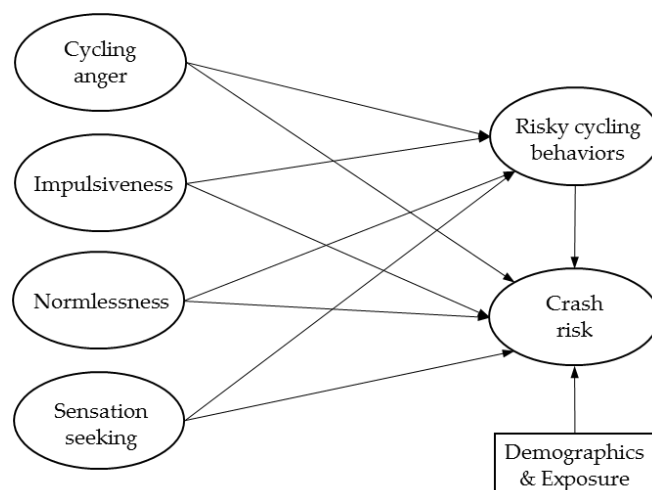 Cycling
anger
Impulsiveness
Normlessness
Sensation
seeking
Risky cycling
behaviors
Crash
risk
Demographics
& Exposure